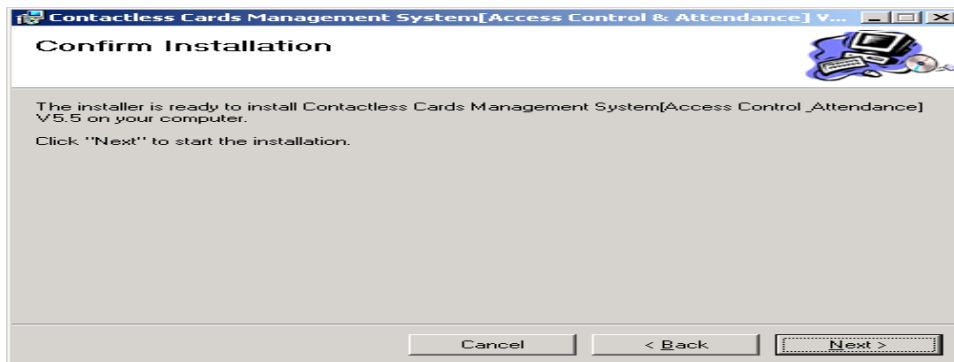 Contactless Cards Management System[Access Control & Attendance] V...
Confirm Installation
The installer is ready to install Contactless Cards Management System[Access Control _Attendance]
V5.5 on your computer.
Click "Next" to start the installation.
Cancel
< Back
Next >